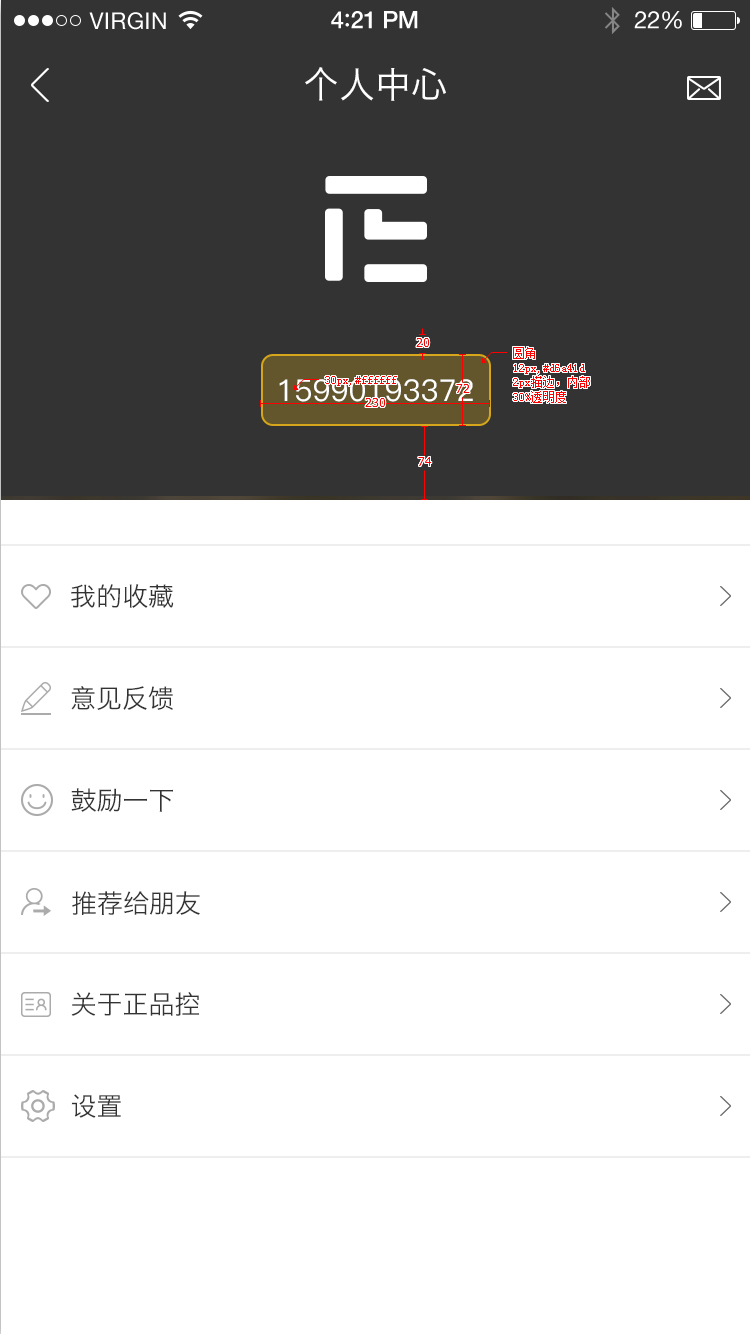 VIRGIN
4:21 PM
22%
个人中心
20
圆角
12px,#d5a41d
2px描边，内部
30%透明度
30px,#ffffff
15990193372
72
230
74
我的收藏
意见反馈
鼓励一下
推荐给朋友
关于正品控
设置